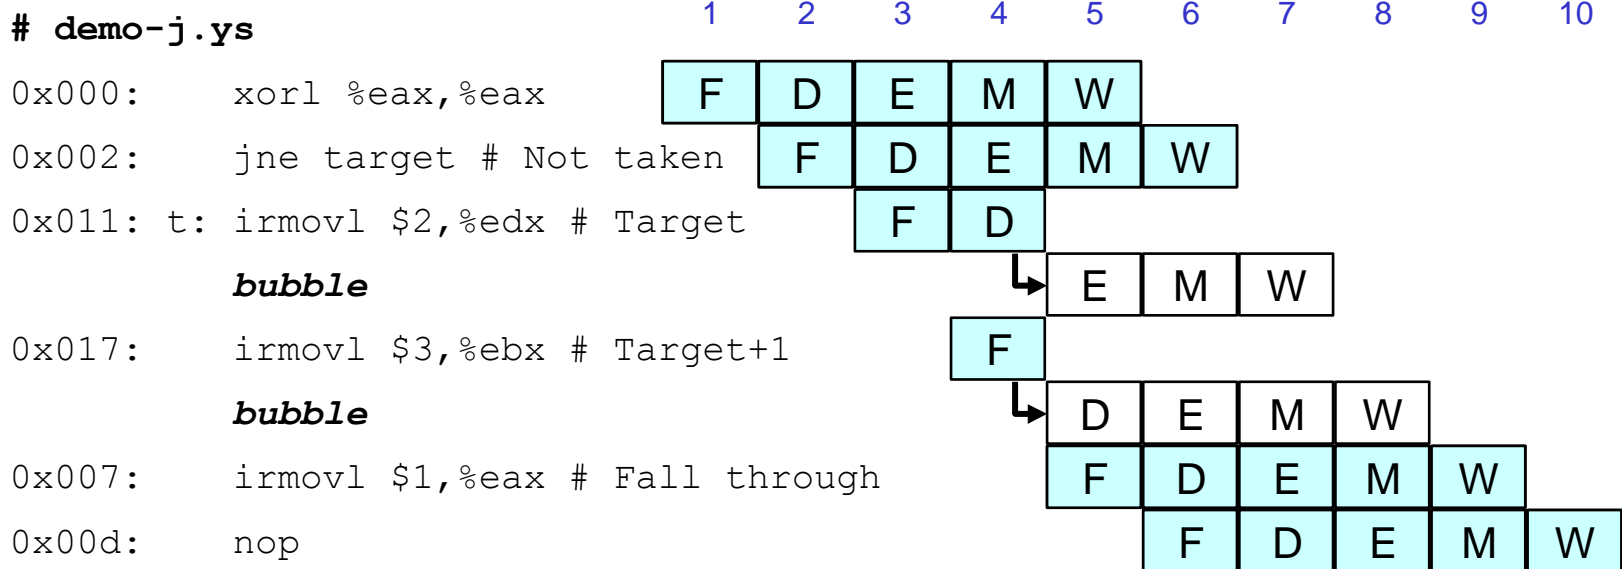 1 2 3 4 5 6 7 8 9 10
# demo-j.ys
0x000: xorl %eax,%eax F D E M W
0x002: jne target # Not taken F D E M W
0x011: t: irmovl $2,%edx # Target F D
bubble E M W
0x017: irmovl $3,%ebx # Target+1 F
bubble D E M W
0x007: irmovl $1,%eax # Fall through F D E M W
0x00d: nop F D E M W